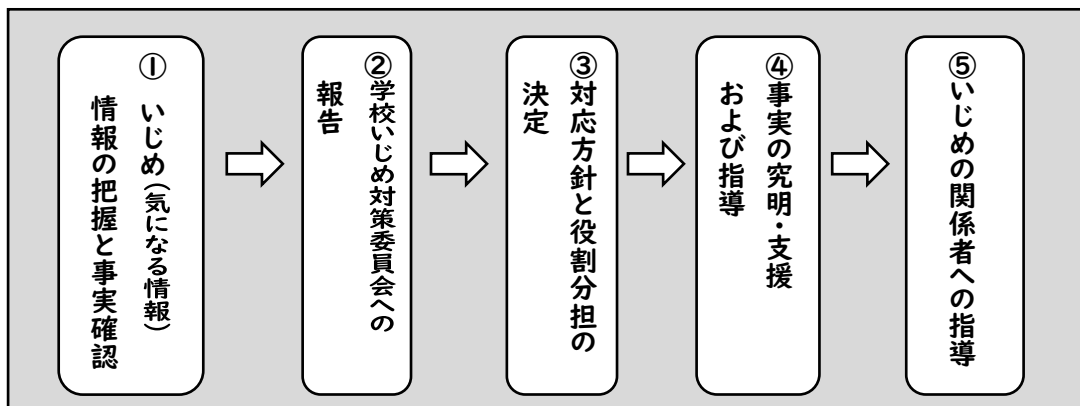 ① いじめ(気になる情報)
情報の把握と事実確認
②学校いじめ対策委員会への
報告
③対応方針と役割分担の
決定
④事実の究明・支援
および指導
⑤いじめの関係者への指導